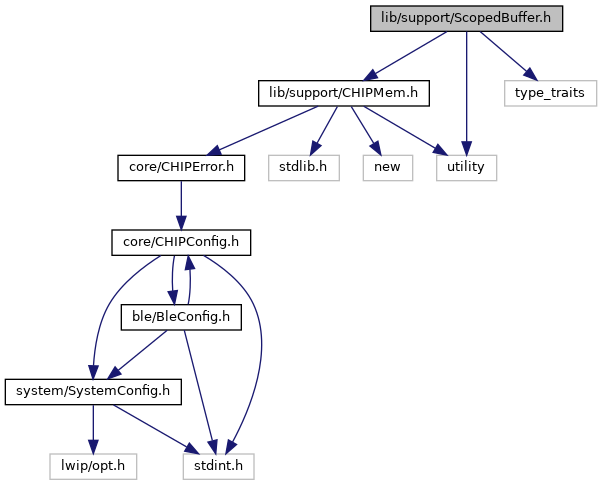 lib/support/ScopedBuffer.h
lib/support/CHIPMem.h
type_traits
core/CHIPError.h
stdlib.h
new
utility
core/CHIPConfig.h
ble/BleConfig.h
system/SystemConfig.h
lwip/opt.h
stdint.h